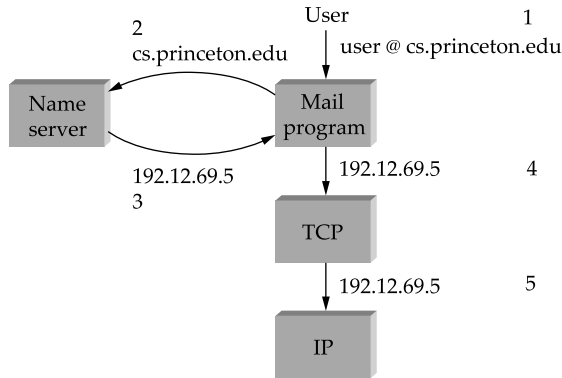 User
1
2
cs.princeton.edu
user @ cs.princeton.edu
Name
server
Mail
program
192.12.69.5
3
192.12.69.5
4
TCP
192.12.69.5
5
IP